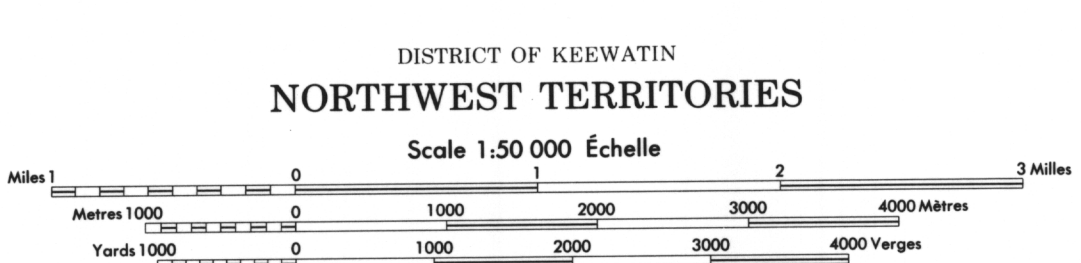 DISTRICT OF KEEWATIN
NORTHWEST TERRITORIES
Scale 1:50 000 Échelle
Miles 1 0 1 2 3 Milles
Metres 1000 0 1000 2000 3000 4000 Mètres
Yards 1000 0 1000 2000 3000 4000 Verges